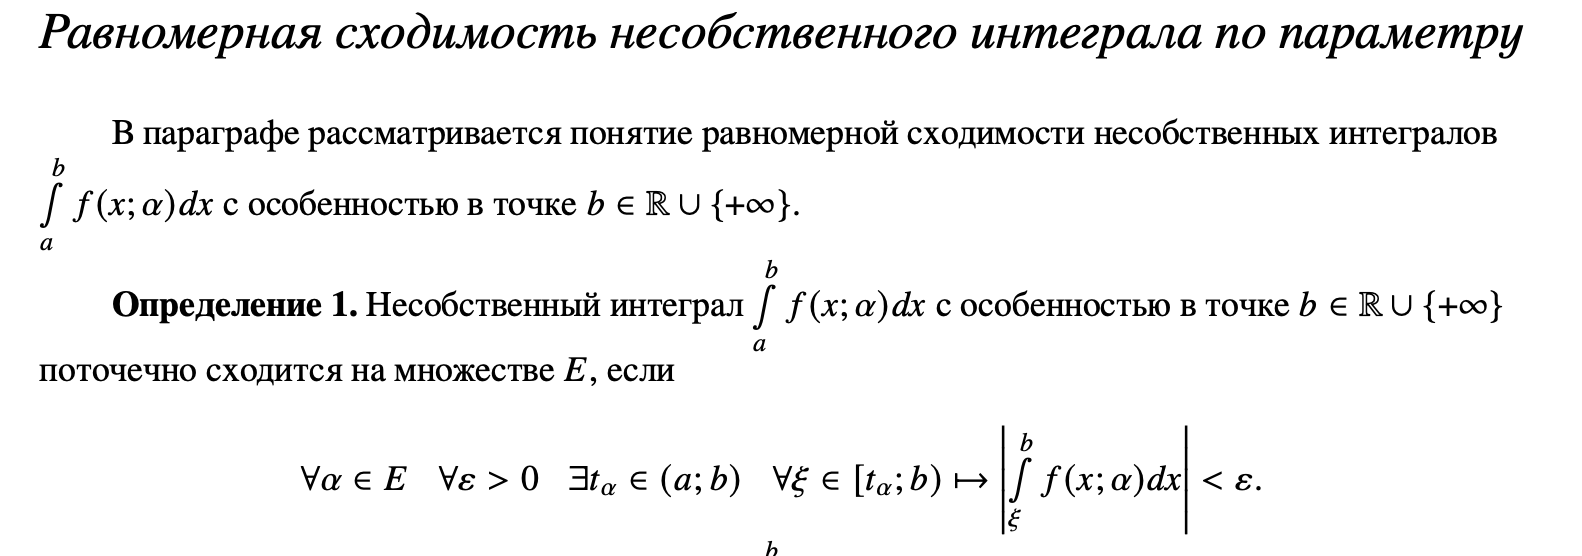 Равномерная сходимость несобственного интеграла по параметру
В параграфе рассматривается понятие равномерной сходимости несобственных интегралов
∫_a^b f(x; α)dx с особенностью в точке b ∈ ℝ ∪ {+∞}.
Определение 1. Несобственный интеграл ∫_a^b f(x; α)dx с особенностью в точке b ∈ ℝ ∪ {+∞}
поточечно сходится на множестве E, если
∀α ∈ E ∀ε > 0 ∃t_α ∈ (a; b) ∀ξ ∈ [t_α; b) ↦ |∫_ξ^b f(x; α)dx| < ε.
b